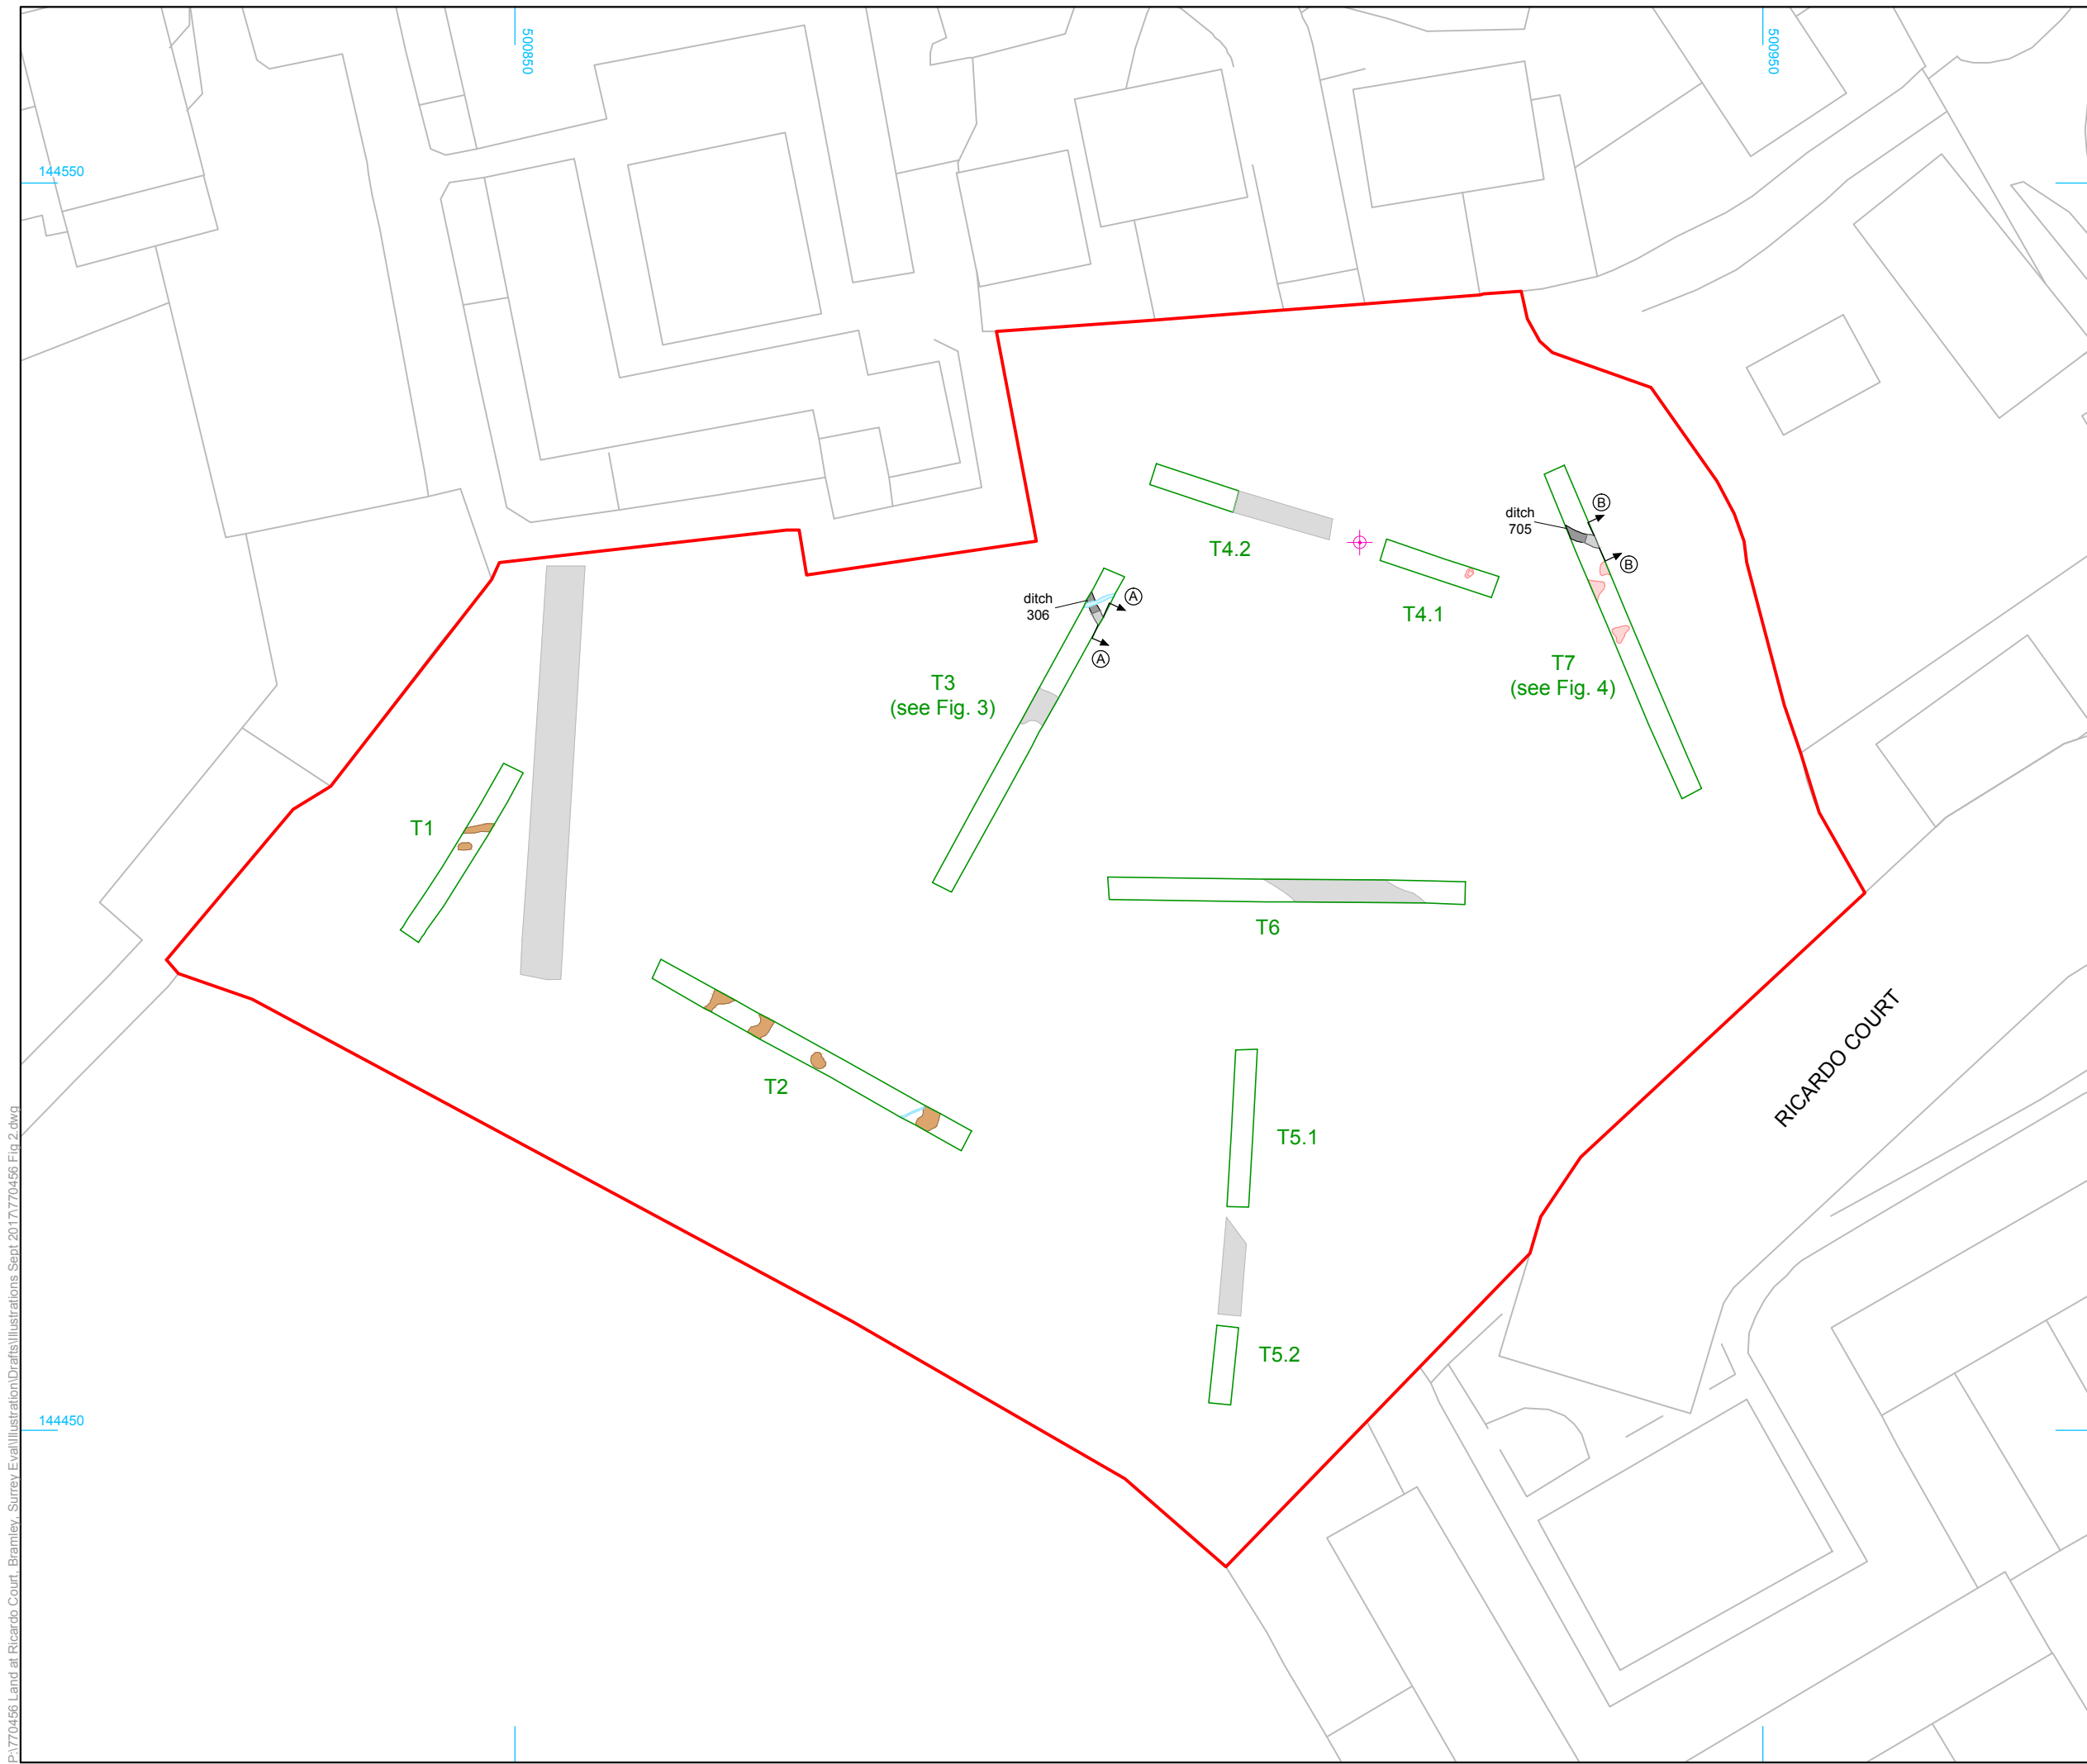 500850
500950
144550
ditch
705
B
B
T4.2
T4.1
ditch
306
A
A
T3
(see Fig. 3)
T7
(see Fig. 4)
T1
T6
T2
T5.1
RICARDO COURT
T5.2
144450
P:\770456 Land at Ricardo Court, Bramley, Surrey Eval\Illustration\Drafts\Illustrations Sept 2017\770456 Fig 2.dwg